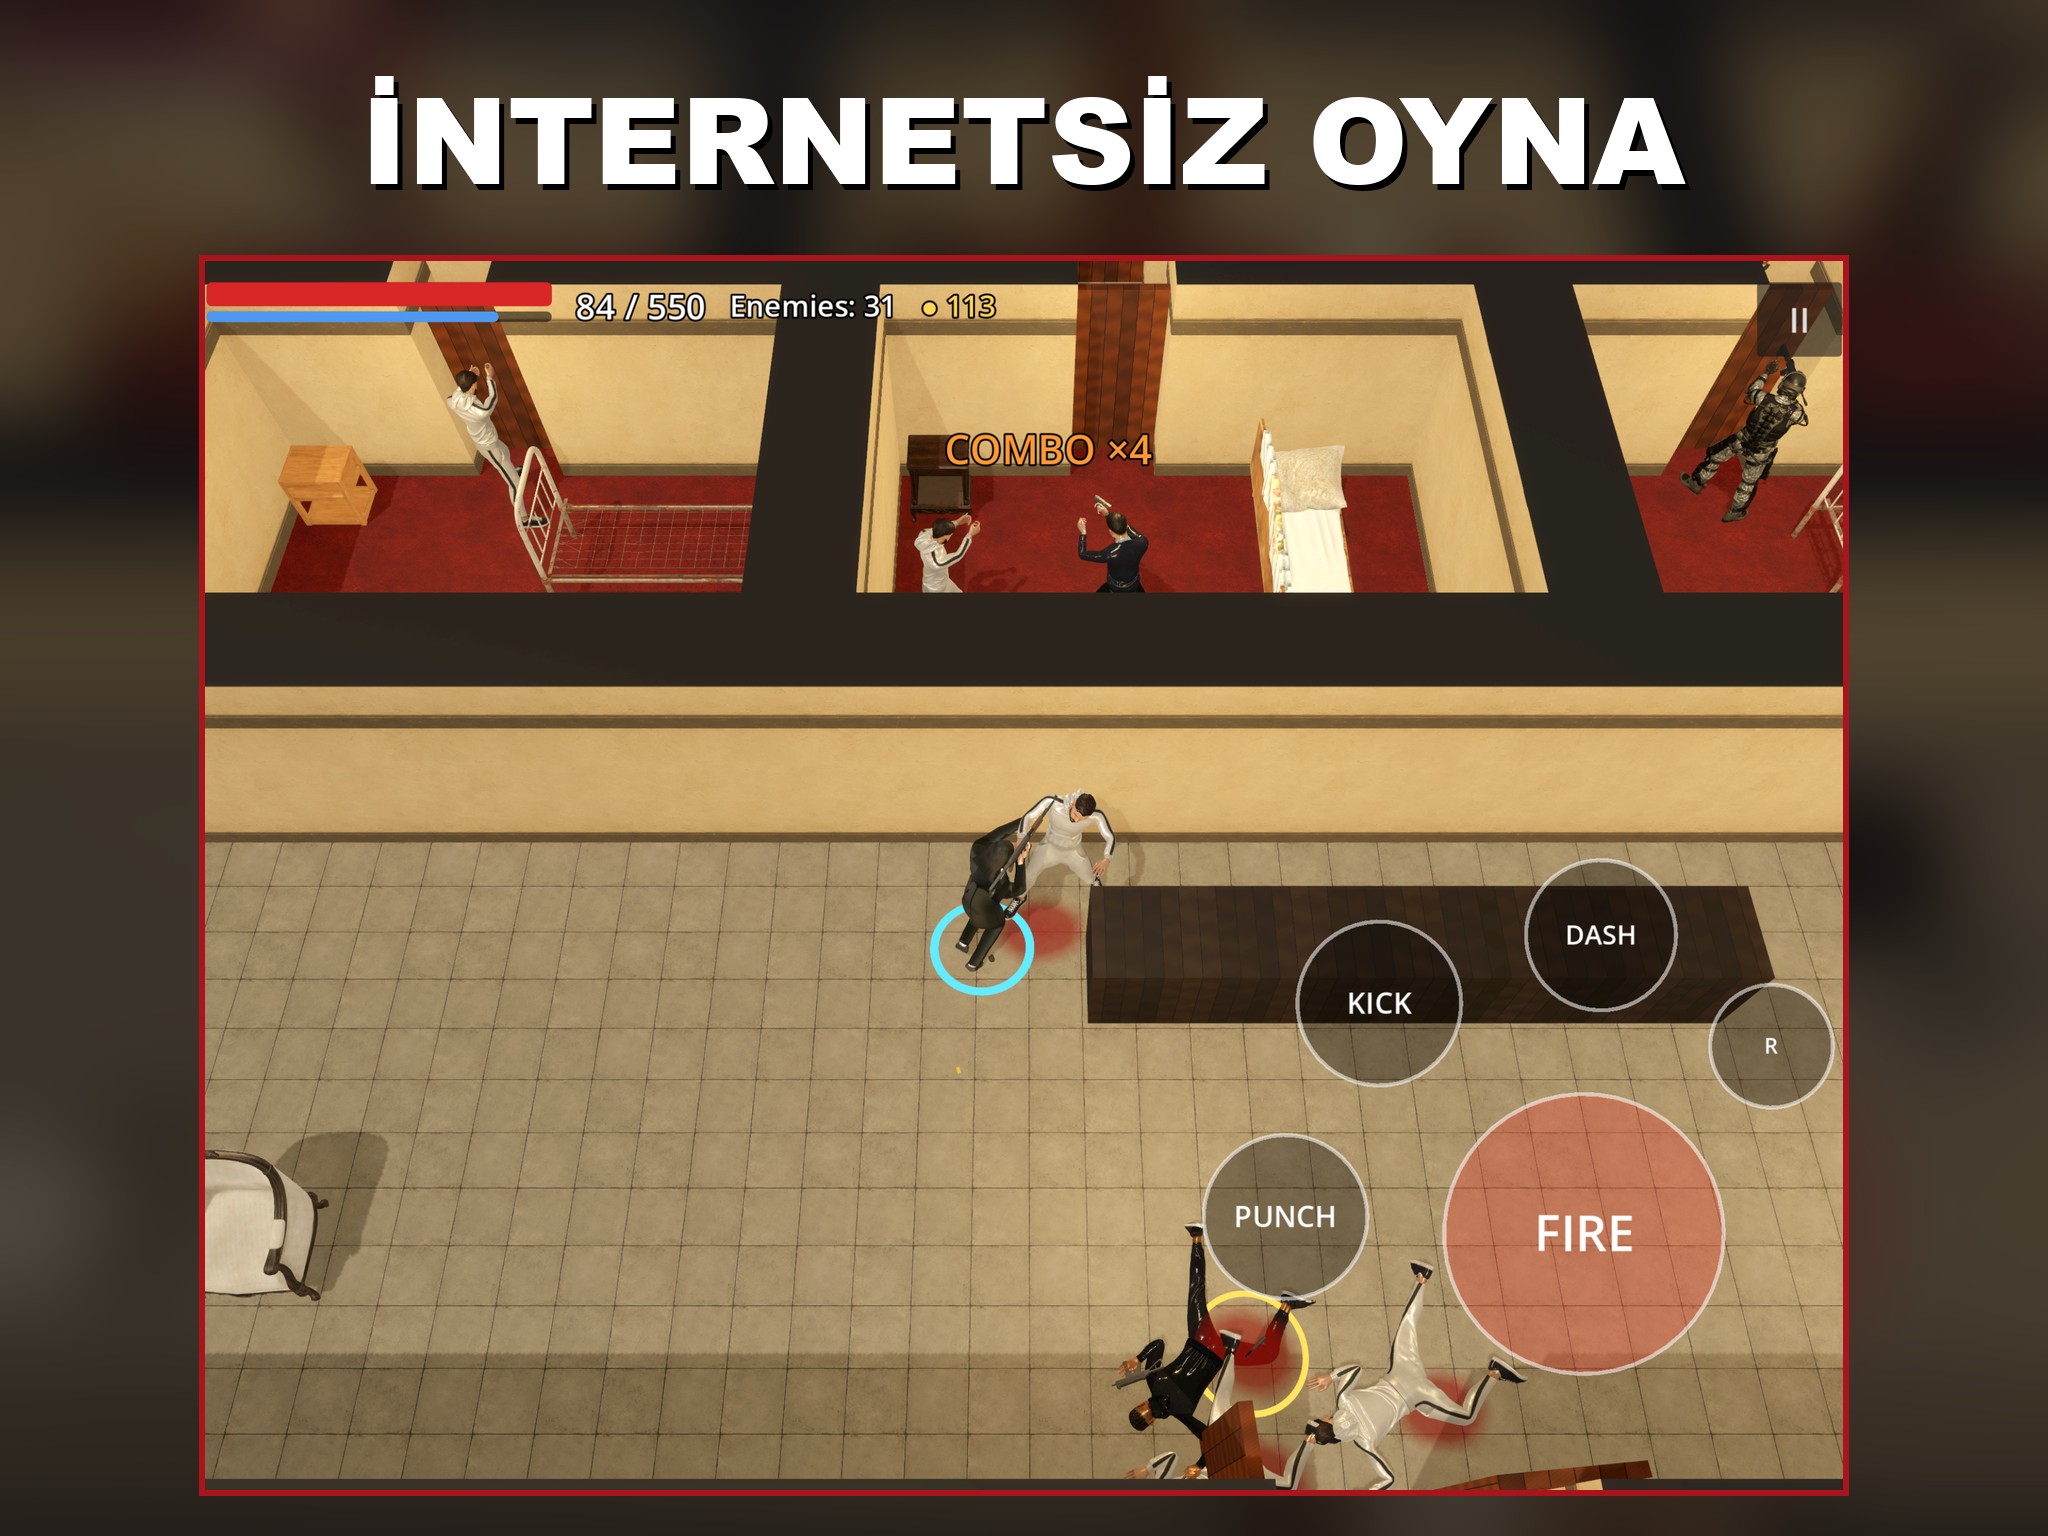 İNTERNETSİZ OYNA
84 / 550 Enemies: 31 113
COMBO ×4
DASH
KICK
R
PUNCH
FIRE